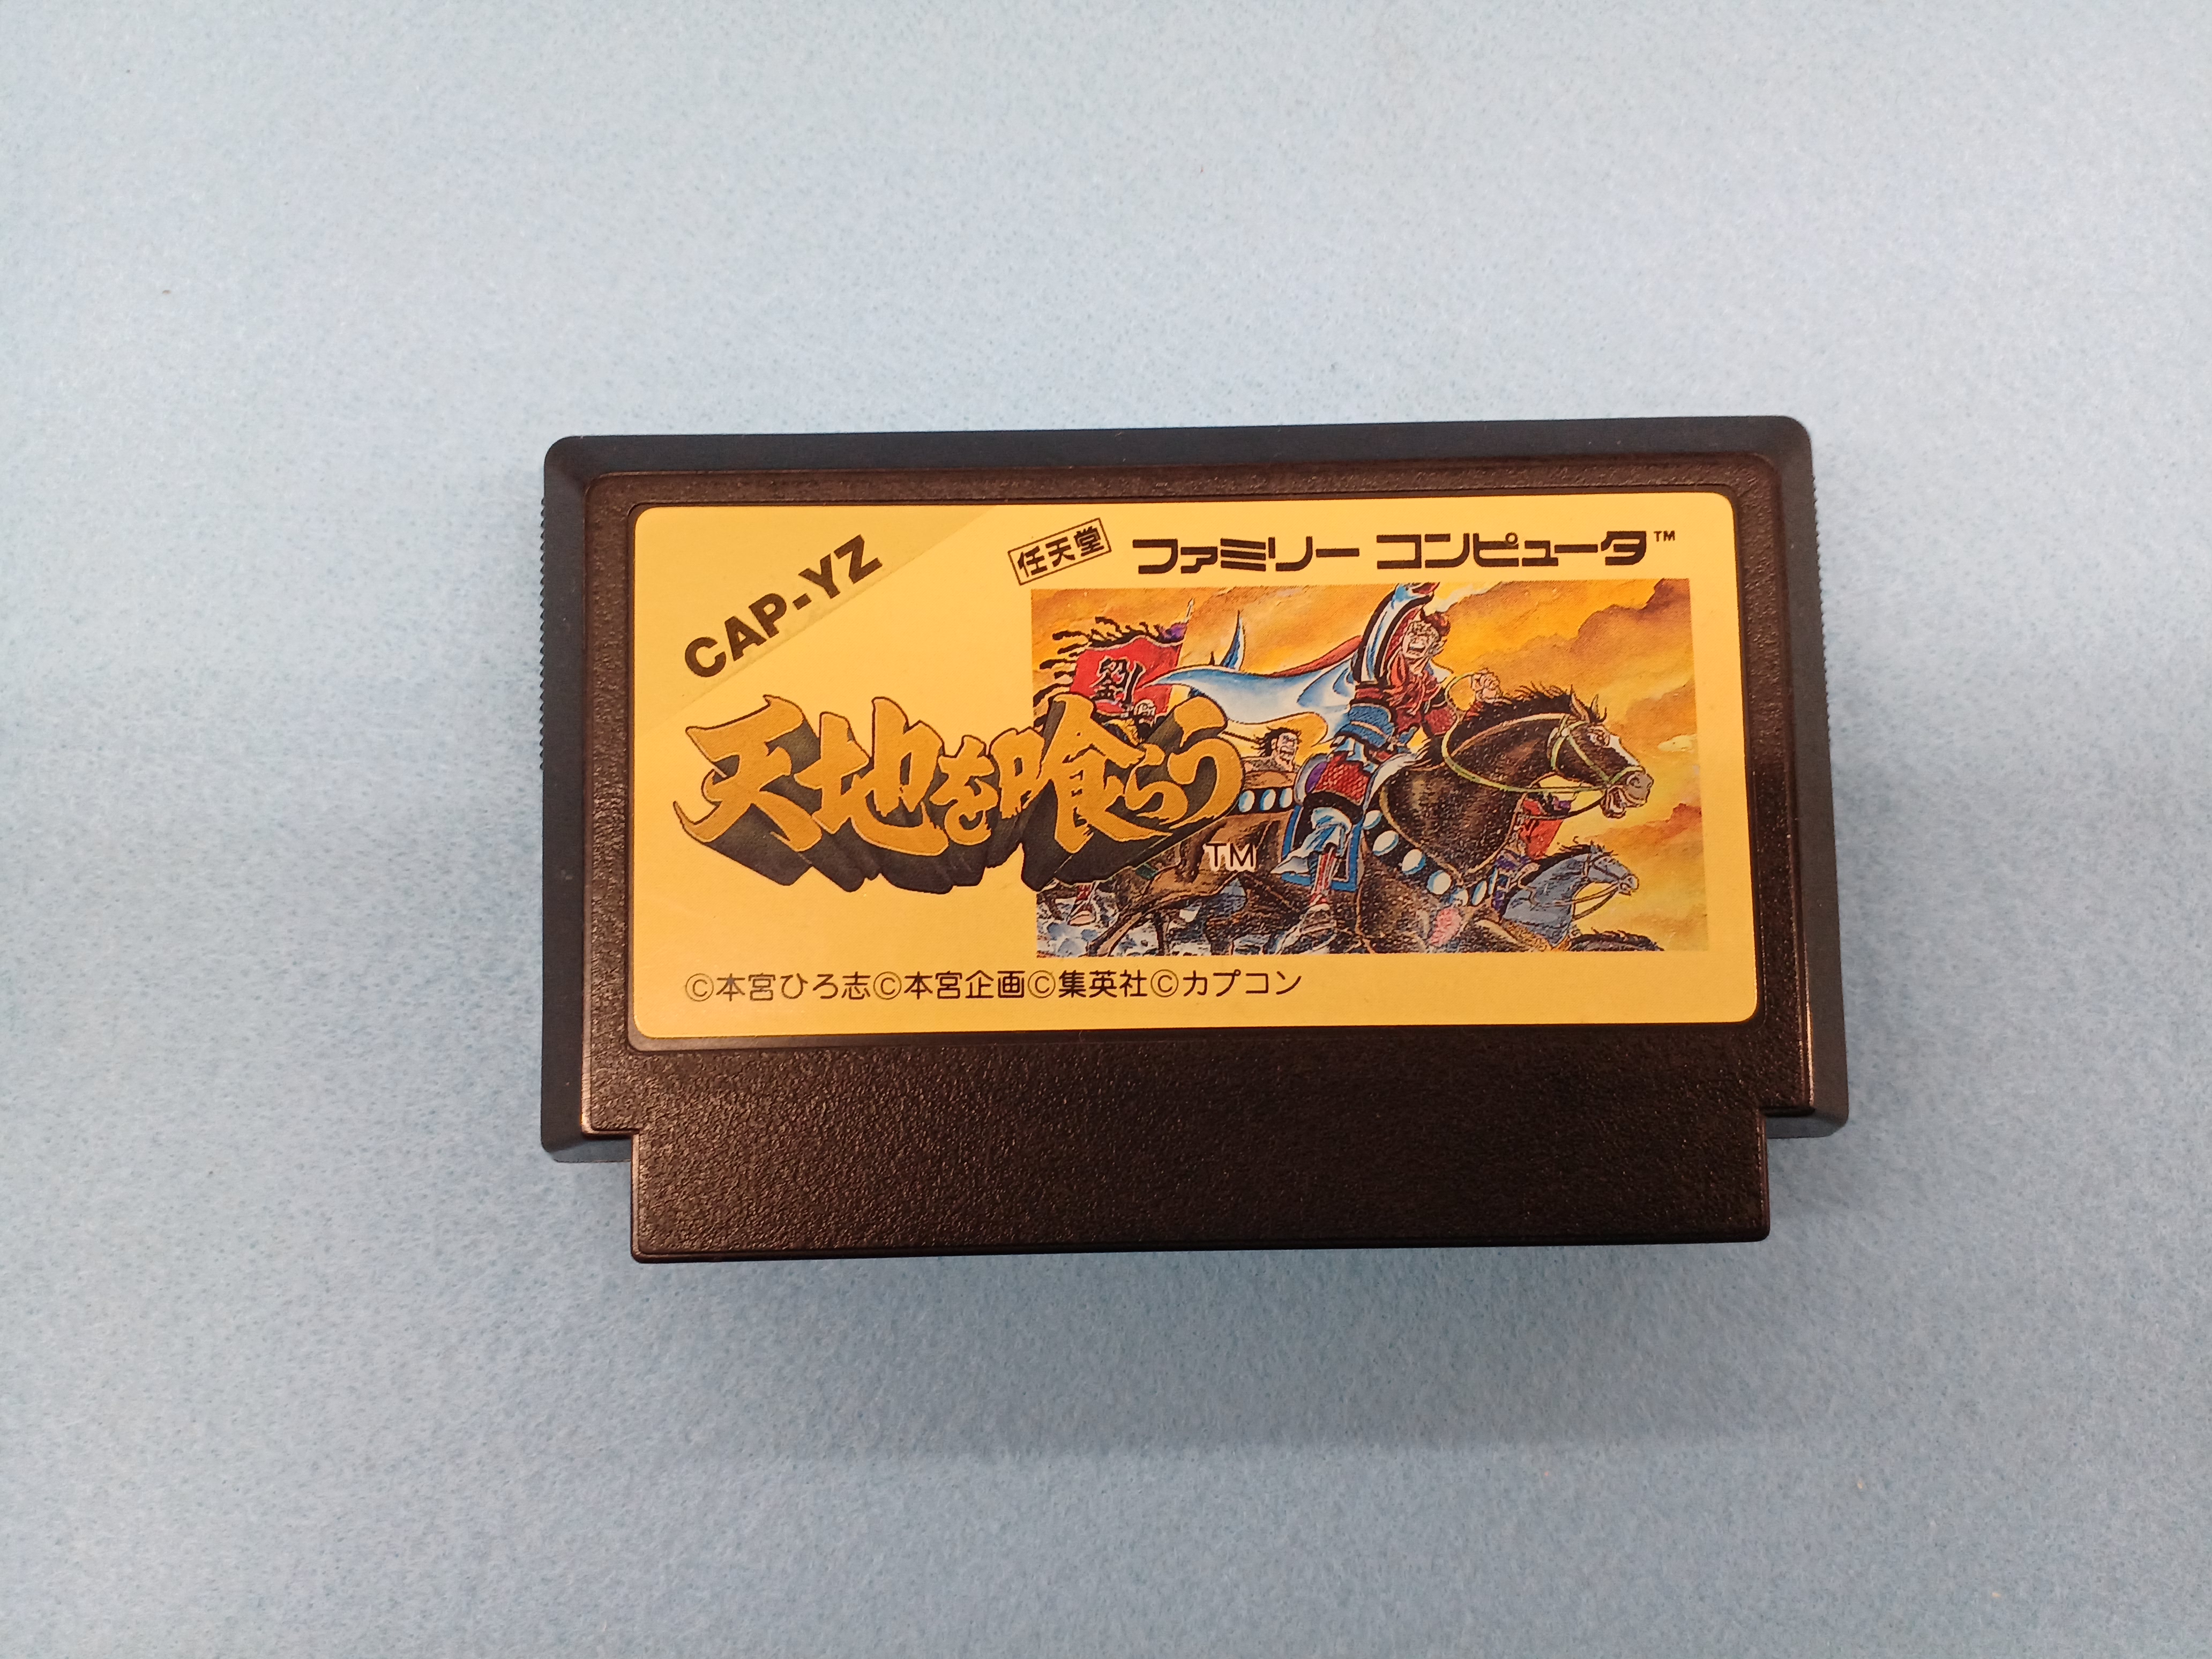 CAP-YZ
任天堂 ファミリー コンピュータ™
劉
天地を喰らう
TM
©本宮ひろ志©本宮企画©集英社©カプコン